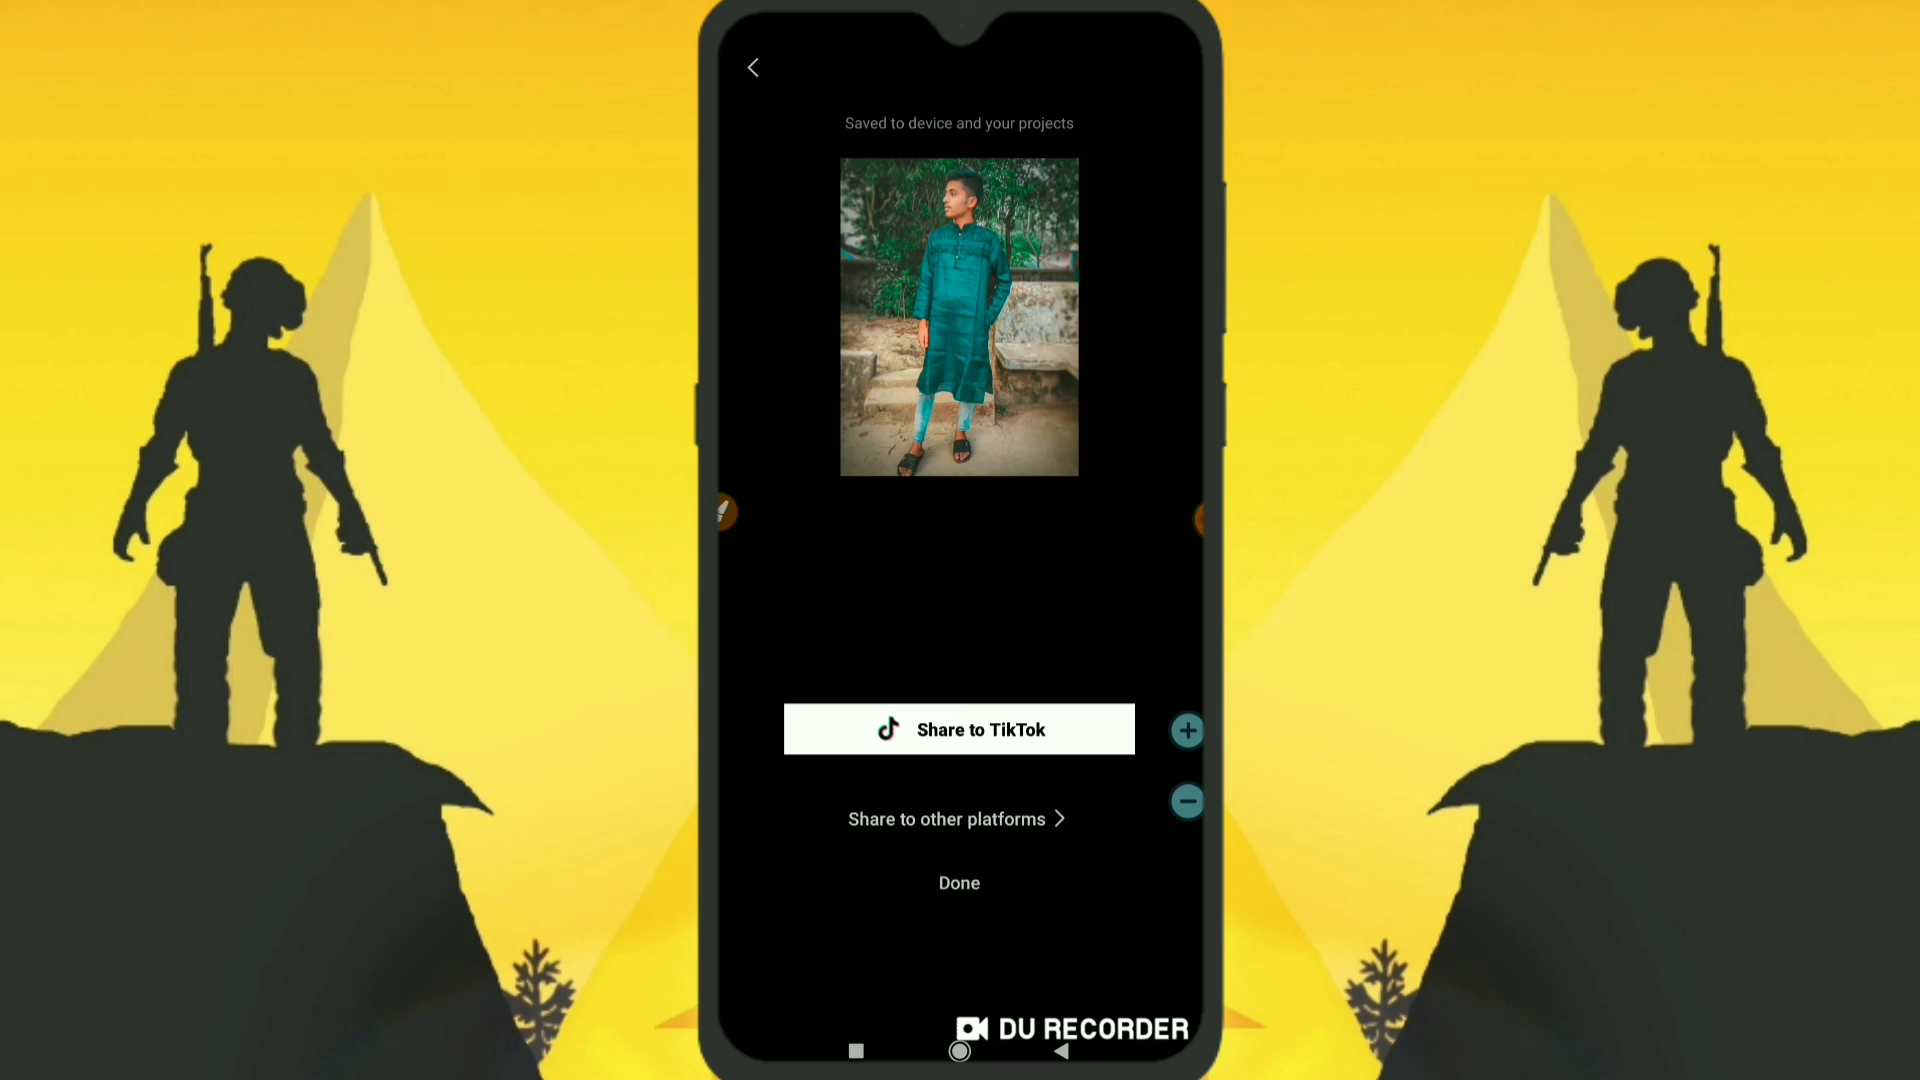 Saved to device and your projects
Share to TikTok
Share to other platforms
Done
DU RECORDER